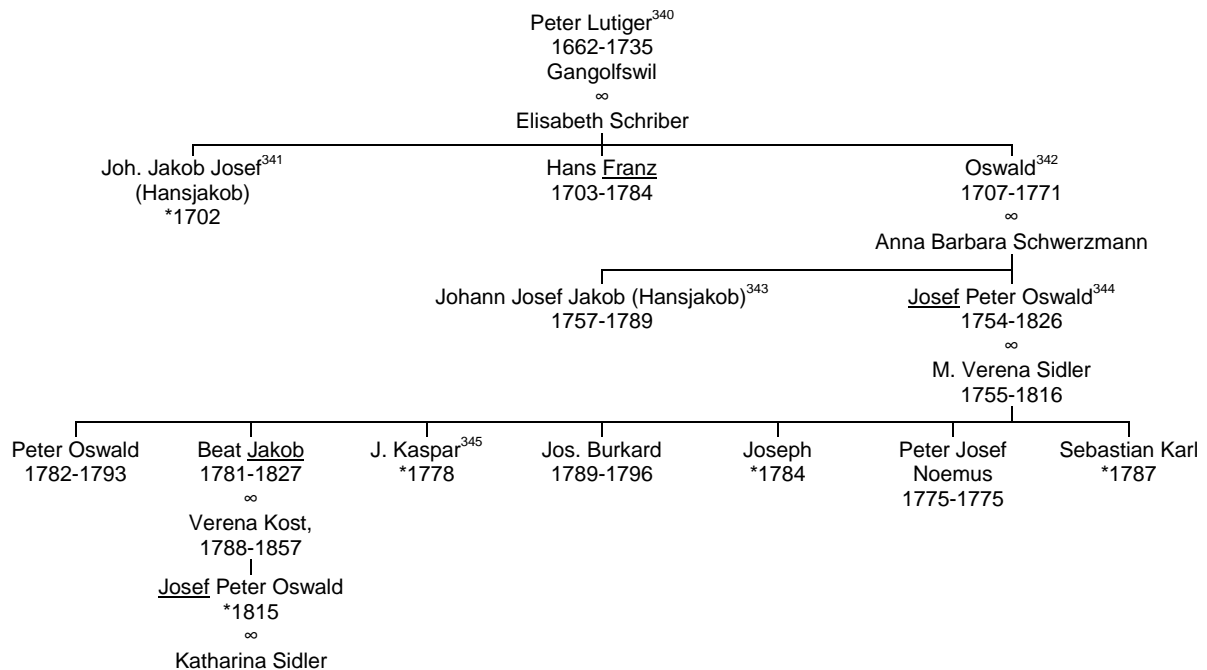 Peter Lutiger340
1662-1735
Gangolfswil
∞
Elisabeth Schriber
Joh. Jakob Josef341
(Hansjakob)
*1702
Hans Franz
1703-1784
Oswald342
1707-1771
∞
Anna Barbara Schwerzmann
Johann Josef Jakob (Hansjakob)343
1757-1789
Josef Peter Oswald344
1754-1826
∞
M. Verena Sidler
1755-1816
Peter Oswald
1782-1793
Beat Jakob
1781-1827
∞
Verena Kost,
1788-1857
Josef Peter Oswald
*1815
∞
Katharina Sidler
J. Kaspar345
*1778
Jos. Burkard
1789-1796
Joseph
*1784
Peter Josef
Noemus
1775-1775
Sebastian Karl
*1787